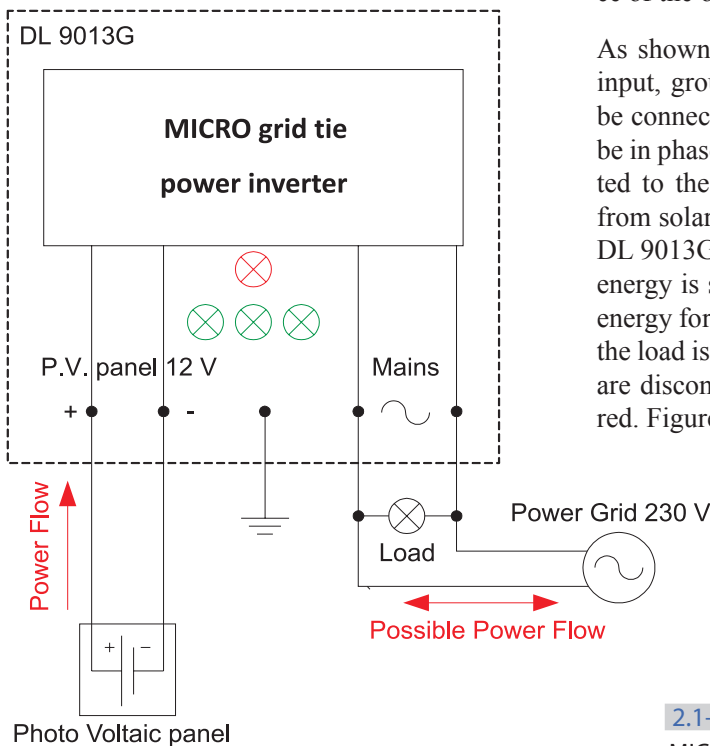 DL 9013G
MICRO grid tie
power inverter
P.V. panel 12 V
Mains
+
-
Power Flow
Load
Power Grid 230 V
Possible Power Flow
+ -
Photo Voltaic panel
As shown
input,
be connec
be in phase
ted to the
from solar
DL 9013G
energy is
energy for
the load is
are discon
red. Figure
2.1-